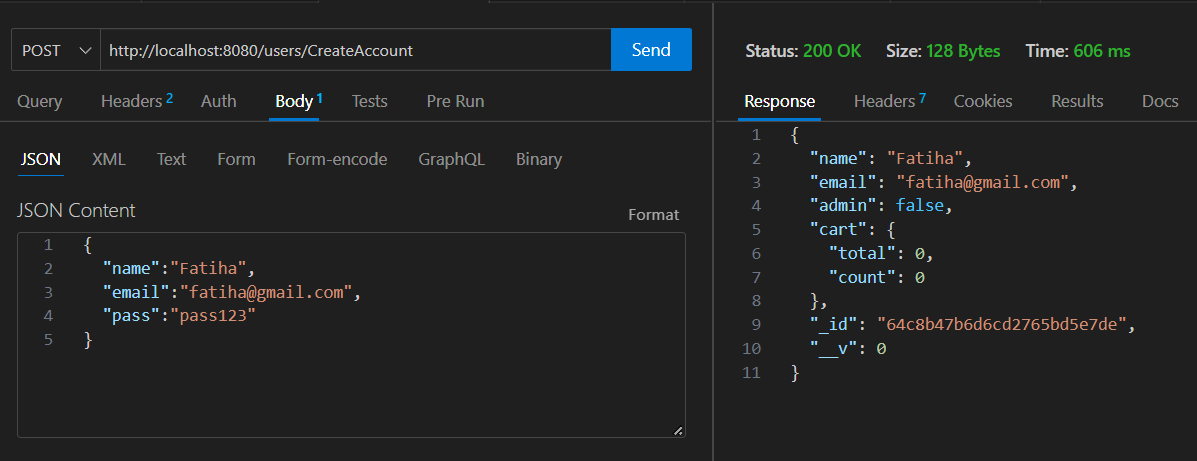 POST http://localhost:8080/users/CreateAccount Send
Query Headers 2 Auth Body 1 Tests Pre Run
JSON XML Text Form Form-encode GraphQL Binary
JSON Content Format
1 {
2 "name":"Fatiha",
3 "email":"fatiha@gmail.com",
4 "pass":"pass123"
5 }
Status: 200 OK Size: 128 Bytes Time: 606 ms
Response Headers 7 Cookies Results Docs
1 {
2 "name": "Fatiha",
3 "email": "fatiha@gmail.com",
4 "admin": false,
5 "cart": {
6 "total": 0,
7 "count": 0
8 },
9 "_id": "64c8b47b6d6cd2765bd5e7de",
10 "__v": 0
11 }